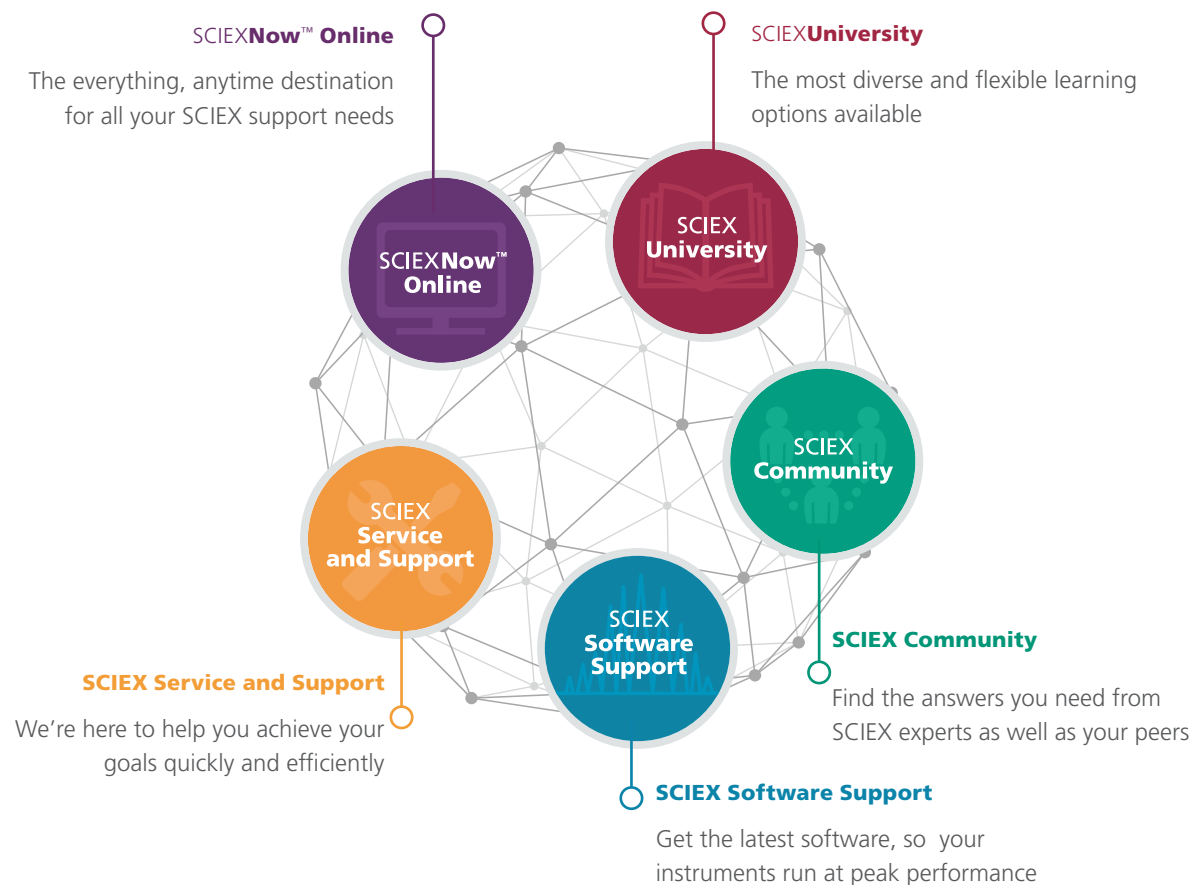 SCIEXNow™ Online
The everything, anytime destination
for all your SCIEX support needs
SCIEXUniversity
The most diverse and flexible learning
options available
SCIEXNow™
Online
SCIEX
University
SCIEX
Community
SCIEX
Service
and Support
SCIEX
Software
Support
SCIEX Service and Support
We're here to help you achieve your
goals quickly and efficiently
SCIEX Community
Find the answers you need from
SCIEX experts as well as your peers
SCIEX Software Support
Get the latest software, so  your
instruments run at peak performance